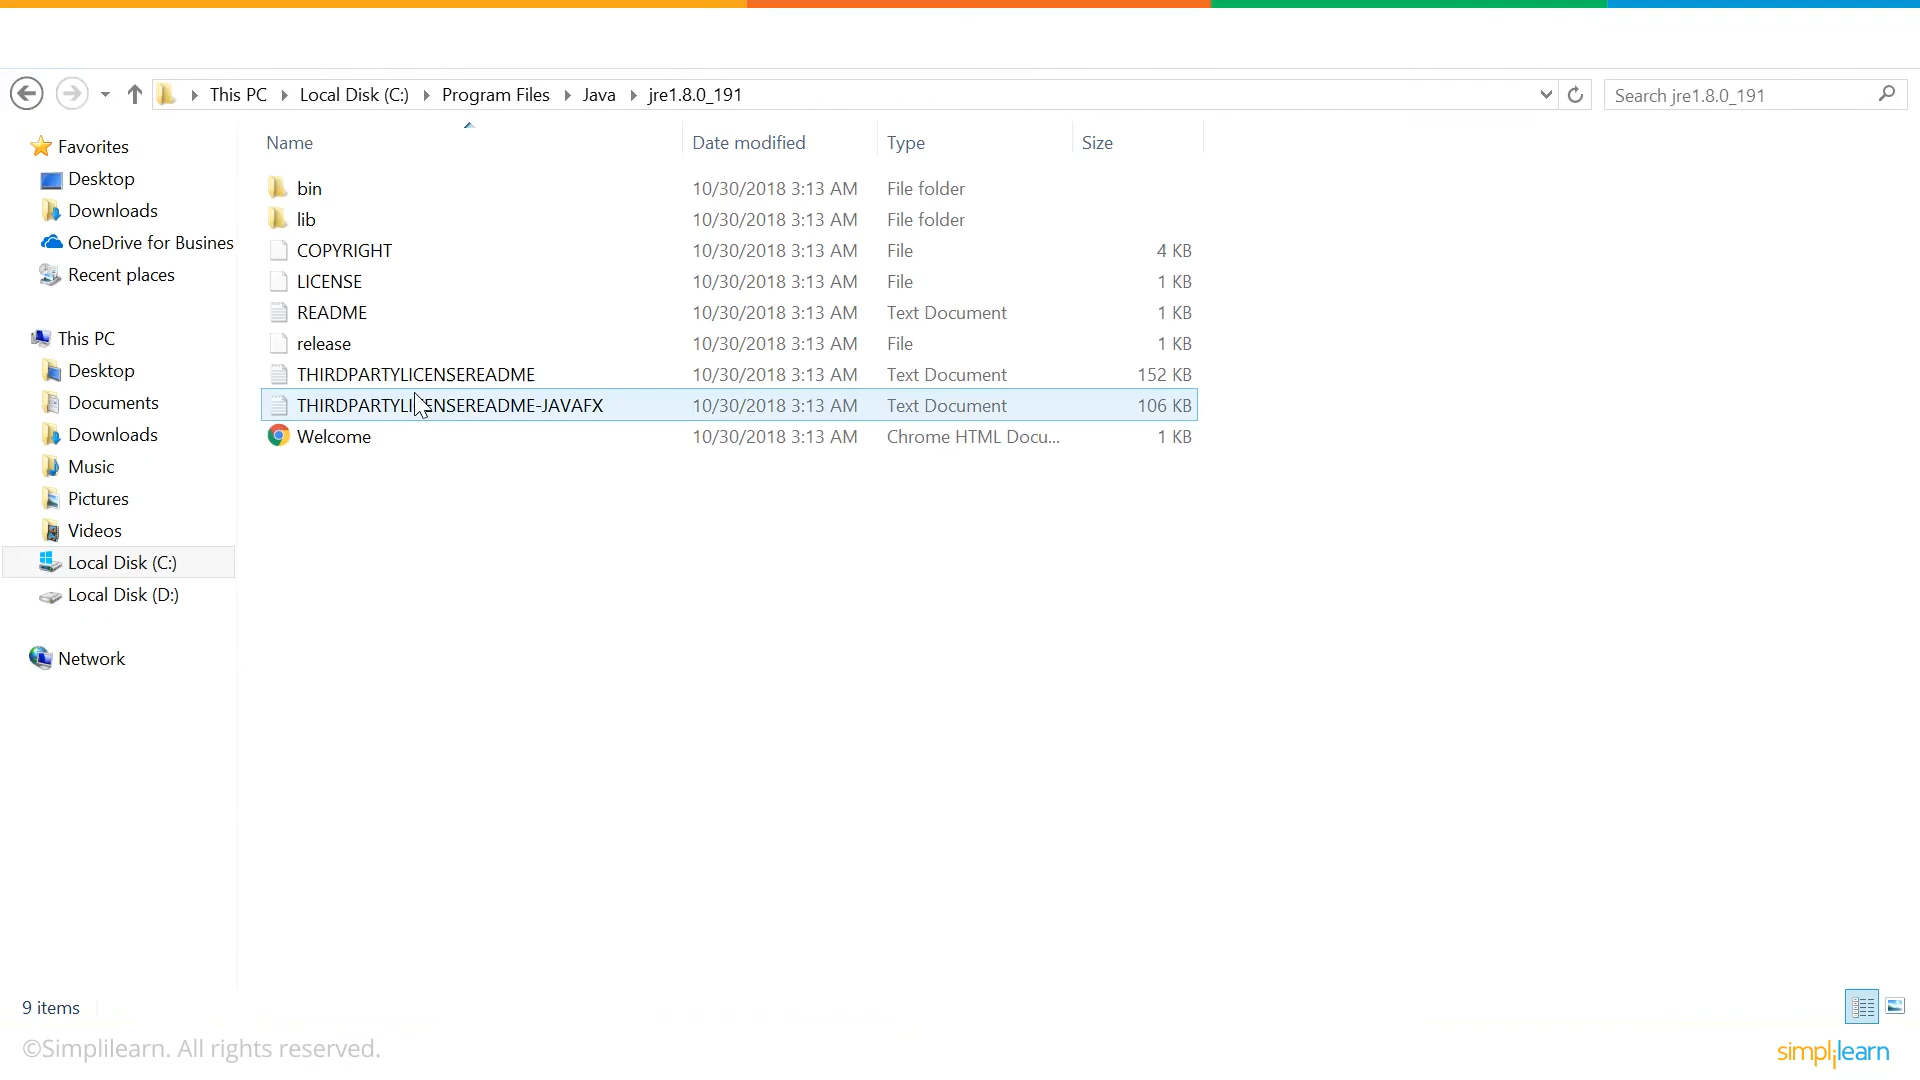 This PC Local Disk (C:) Program Files Java jre1.8.0_191 Search jre1.8.0_191
Name Date modified Type Size
Favorites
Desktop
Downloads
OneDrive for Busines
Recent places
This PC
Desktop
Documents
Downloads
Music
Pictures
Videos
Local Disk (C:)
Local Disk (D:)
Network
bin 10/30/2018 3:13 AM File folder
lib 10/30/2018 3:13 AM File folder
COPYRIGHT 10/30/2018 3:13 AM File 4 KB
LICENSE 10/30/2018 3:13 AM File 1 KB
README 10/30/2018 3:13 AM Text Document 1 KB
release 10/30/2018 3:13 AM File 1 KB
THIRDPARTYLICENSEREADME 10/30/2018 3:13 AM Text Document 152 KB
THIRDPARTYLICENSEREADME-JAVAFX 10/30/2018 3:13 AM Text Document 106 KB
Welcome 10/30/2018 3:13 AM Chrome HTML Docu... 1 KB
9 items
©Simplilearn. All rights reserved.
simplilearn